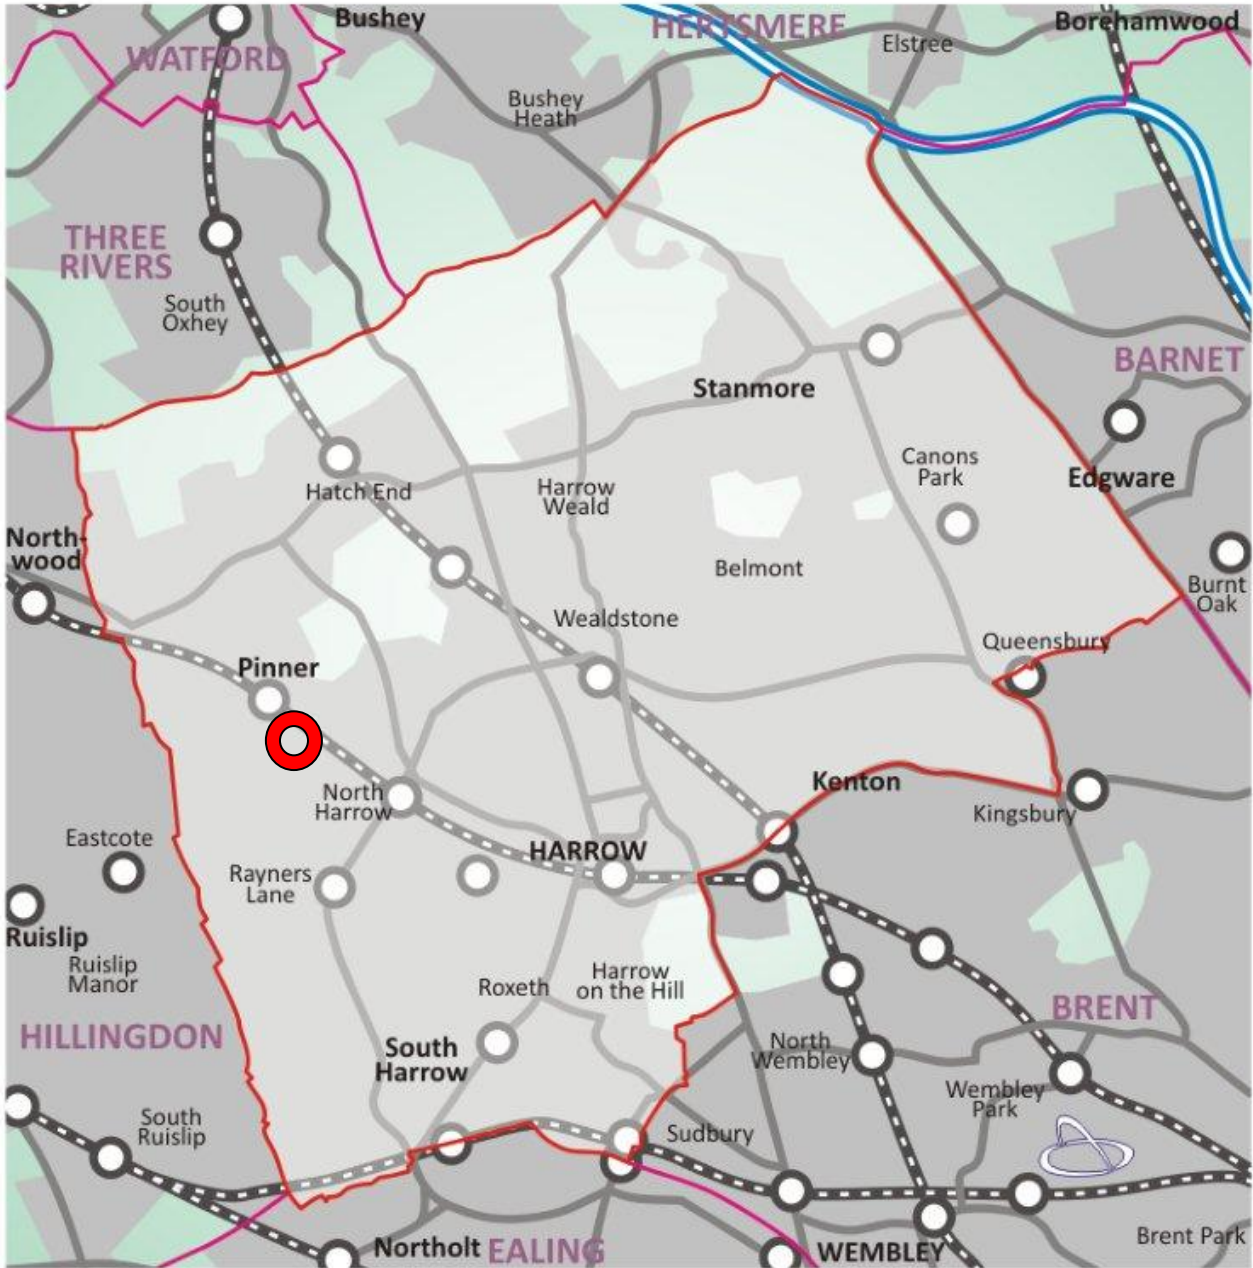 Bushey
HERTSMERE
Borehamwood
Elstree
WATFORD
Bushey
Heath
THREE
RIVERS
South
Oxhey
BARNET
Stanmore
Canons
Park
Edgware
Hatch End
Harrow
Weald
North-
wood
Belmont
Burnt
Oak
Wealdstone
Queensbury
Pinner
Kenton
North
Harrow
Kingsbury
Eastcote
HARROW
Rayners
Lane
Ruislip
Ruislip
Manor
Harrow
on the Hill
Roxeth
BRENT
HILLINGDON
South
Harrow
North
Wembley
Wembley
Park
South
Ruislip
Sudbury
Northolt
EALING
WEMBLEY
Brent Park